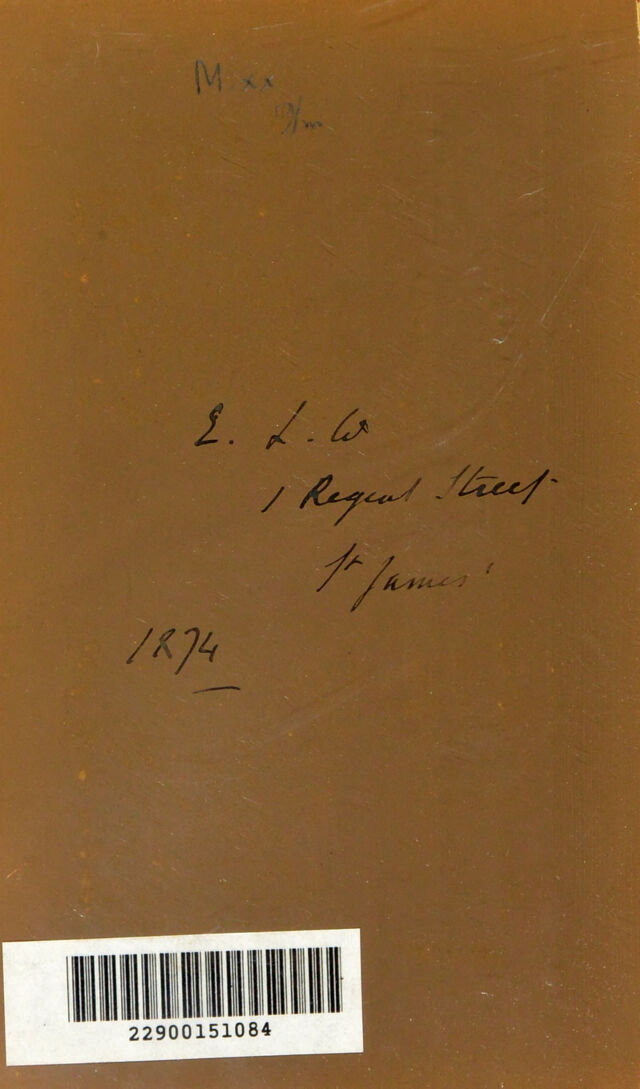 M.xx
E. L. W
1 Regent Street
St James'
1874
22900151084